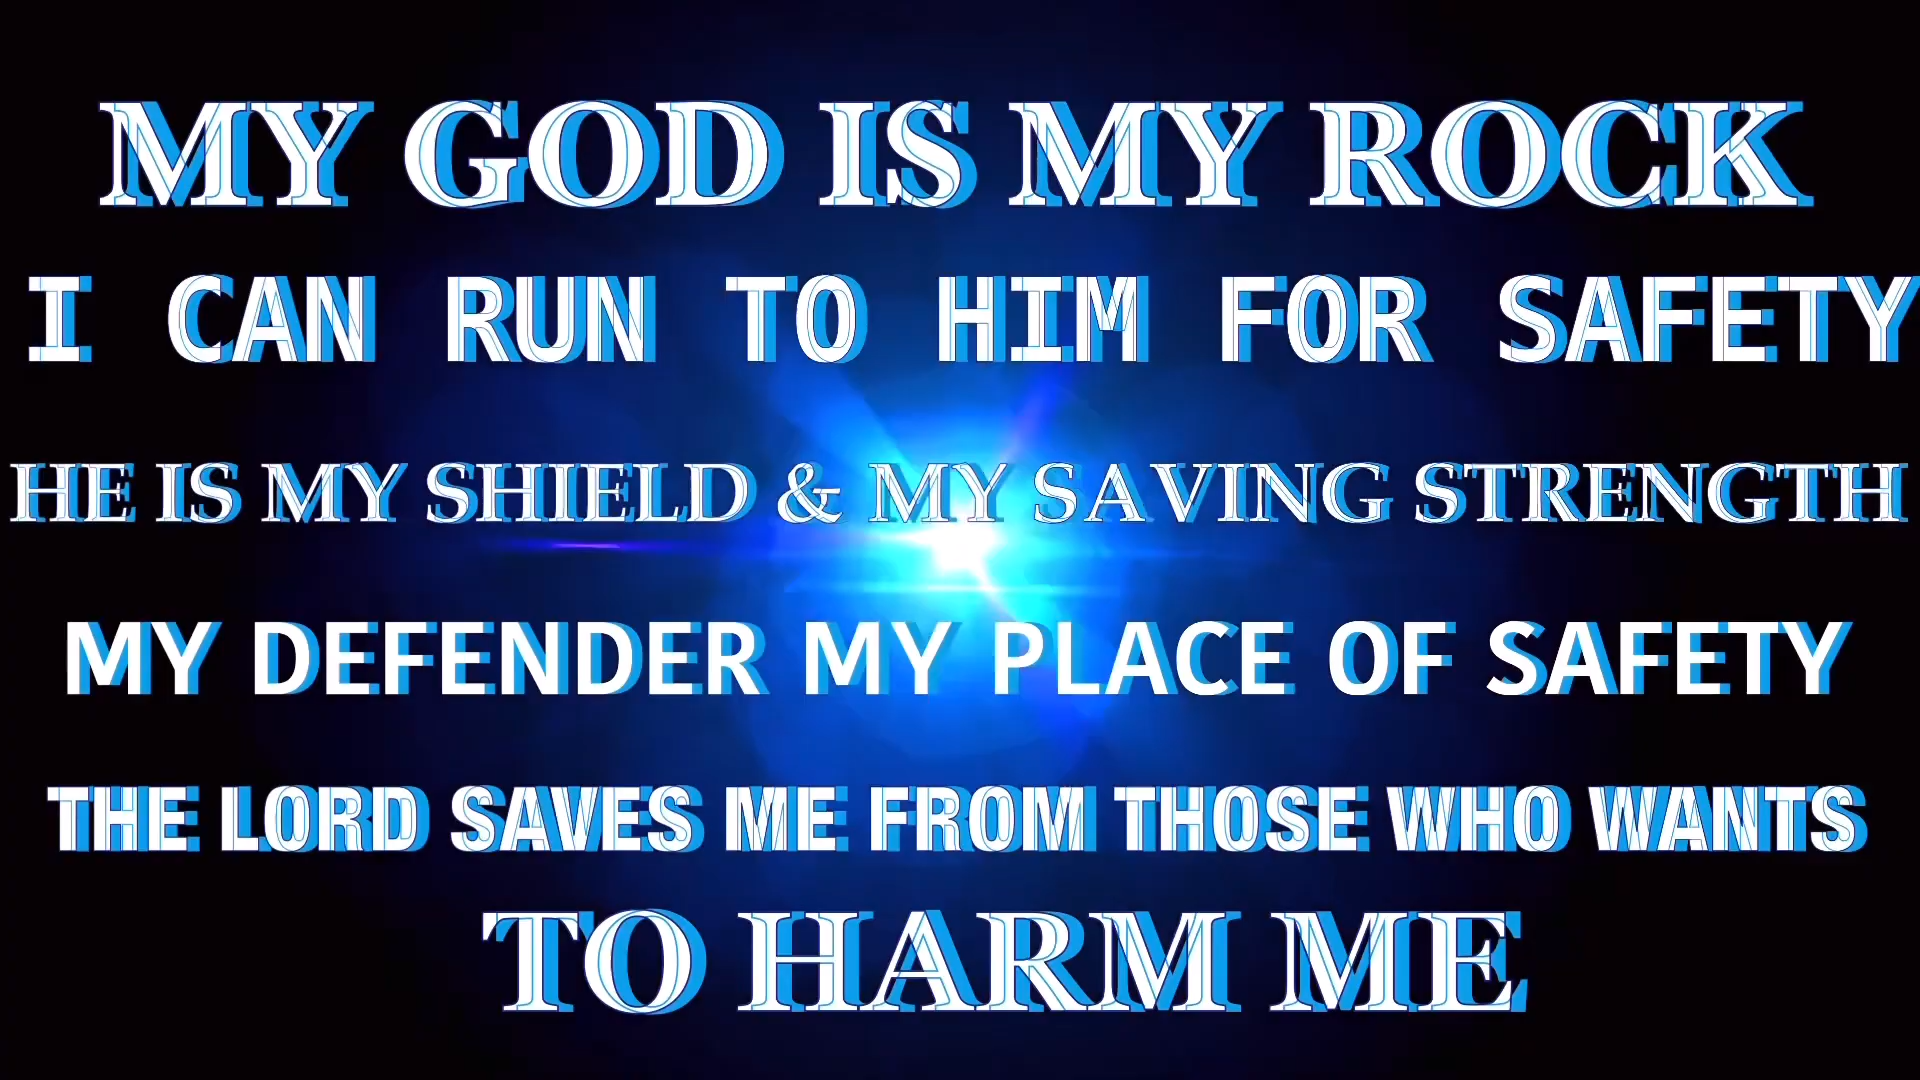 MY GOD IS MY ROCK
I CAN RUN TO HIM FOR SAFETY
HE IS MY SHIELD & MY SAVING STRENGTH
MY DEFENDER MY PLACE OF SAFETY
THE LORD SAVES ME FROM THOSE WHO WANTS
TO HARM ME